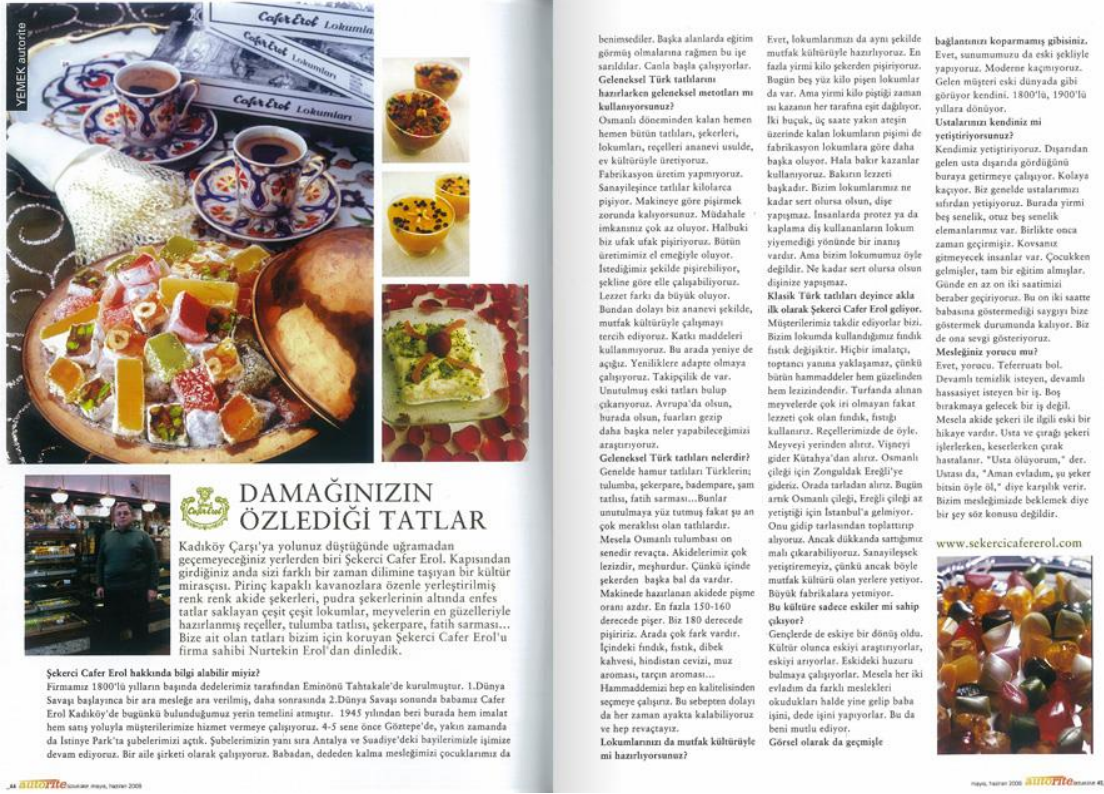 YEMEK autorite
Cafer Erol Lokumları
Cafer Erol Lokumları
Cafer Erol Lokumları
Cafer Erol
DAMAĞINIZIN
ÖZLEDİĞİ TATLAR
Kadıköy Çarşı'ya yolunuz düştüğünde uğramadan
geçemeyeceğiniz yerlerden biri Şekerci Cafer Erol. Kapısından
girdiğiniz anda sizi farklı bir zaman dilimine taşıyan bir kültür
mirasçısı. Pirinç kapaklı kavanozlara özenle yerleştirilmiş
renk renk akide şekerleri, pudra şekerlerinin altında enfes
tatlar saklayan çeşit çeşit lokumlar, meyvelerin en güzelleriyle
hazırlanmış reçeller, tulumba tatlısı, şekerpare, fatih sarması...
Bize ait olan tatları bizim için koruyan Şekerci Cafer Erol'u
firma sahibi Nurtekin Erol'dan dinledik.
Şekerci Cafer Erol hakkında bilgi alabilir miyiz?
Firmamız 1800'lü yılların başında dedelerimiz tarafından Eminönü Tahtakale'de kurulmuştur. 1.Dünya
Savaşı başlayınca bir ara mesleğe ara verilmiş, daha sonrasında 2.Dünya Savaşı sonunda babamız Cafer
Erol Kadıköy'de bugünkü bulunduğumuz yerin temelini atmıştır. 1945 yılından beri burada hem imalat
hem satış yoluyla müşterilerimize hizmet vermeye çalışıyoruz. 4-5 sene önce Göztepe'de, yakın zamanda
da İstinye Park'ta şubelerimizi açtık. Şubelerimizin yanı sıra Antalya ve Suadiye'deki bayilerimizle işimize
devam ediyoruz. Bir aile şirketi olarak çalışıyoruz. Babadan, dededen kalma mesleğimizi çocuklarımız da
benimsediler. Başka alanlarda eğitim
görmüş olmalarına rağmen bu işe
sarıldılar. Canla başla çalışıyorlar.
Geleneksel Türk tatlılarını
hazırlarken geleneksel metotları mı
kullanıyorsunuz?
Osmanlı döneminden kalan hemen
hemen bütün tatlıları, şekerleri,
lokumları, reçelleri ananevi usulde,
ev kültürüyle üretiyoruz.
Fabrikasyon üretim yapmıyoruz.
Sanayileşince tatlılar kilolarca
pişiyor. Makineye göre pişirmek
zorunda kalıyorsunuz. Müdahale
imkanınız çok az oluyor. Halbuki
biz ufak ufak pişiriyoruz. Bütün
üretimimiz el emeğiyle oluyor.
İstediğimiz şekilde pişirebiliyor,
şekline göre elle çalışabiliyoruz.
Lezzet farkı da büyük oluyor.
Bundan dolayı biz ananevi şekilde,
mutfak kültürüyle çalışmayı
tercih ediyoruz. Katkı maddeleri
kullanmıyoruz. Bu arada yeniye de
açığız. Yeniliklere adapte olmaya
çalışıyoruz. Takipçilik de var.
Unutulmuş eski tatları bulup
çıkarıyoruz. Avrupa'da olsun,
burada olsun, fuarları gezip
daha başka neler yapabileceğimizi
araştırıyoruz.
Geleneksel Türk tatlıları nelerdir?
Genelde hamur tatlıları Türklerin;
tulumba, şekerpare, bademparе, şam
tatlısı, fatih sarması...Bunlar
unutulmaya yüz tutmuş fakat şu an
çok meraklısı olan tatlılardır.
Mesela Osmanlı tulumbası on
senedir revaçta. Akidelerimiz çok
lezizdir, meşhurdur. Çünkü içinde
şekerden başka bal da vardır.
Makinede hazırlanan akidede pişme
oranı azdır. En fazla 150-160
derecede pişer. Biz 180 derecede
pişiririz. Arada çok fark vardır.
İçindeki fındık, fıstık, dibek
kahvesi, hindistan cevizi, muz
aroması, tarçın aroması...
Hammaddemizi hep en kalitelisinden
seçmeye çalışırız. Bu sebepten dolayı
da her zaman ayakta kalabiliyoruz
ve hep revaçtayız.
Lokumlarınızı da mutfak kültürüyle
mi hazırlıyorsunuz?
Evet, lokumlarımızı da aynı şekilde
mutfak kültürüyle hazırlıyoruz. En
fazla yirmi kilo şekerden pişiriyoruz.
Bugün beş yüz kilo pişen lokumlar
da var. Ama yirmi kilo piştiği zaman
ısı kazanın her tarafına eşit dağılıyor.
İki buçuk, üç saate yakın ateşin
üzerinde kalan lokumların pişimi de
fabrikasyon lokumlara göre daha
başka oluyor. Hala bakır kazanlar
kullanıyoruz. Bakırın lezzeti
başkadır. Bizim lokumlarımız ne
kadar sert olursa olsun, dişe
yapışmaz. İnsanlarda protez ya da
kaplama diş kullananların lokum
yiyemediği yönünde bir inanış
vardır. Ama bizim lokumumuz öyle
değildir. Ne kadar sert olursa olsun
dişinize yapışmaz.
Klasik Türk tatlıları deyince akla
ilk olarak Şekerci Cafer Erol geliyor.
Müşterilerimiz takdir ediyorlar bizi.
Bizim lokumda kullandığımız fındık
fıstık değişiktir. Hiçbir imalatçı,
toptancı yanına yaklaşamaz, çünkü
bütün hammaddeler hem güzelinden
hem lezizindendir. Turfanda alınan
meyvelerde çok iri olmayan fakat
lezzeti çok olan fındık, fıstığı
kullanırız. Reçellerimizde de öyle.
Meyveyi yerinden alırız. Vişneyi
gider Kütahya'dan alırız. Osmanlı
çileği için Zonguldak Ereğli'ye
gideriz. Orada tarladan alırız. Bugün
artık Osmanlı çileği, Ereğli çileği az
yetiştiği için İstanbul'a gelmiyor.
Onu gidip tarlasından toplattırıp
alıyoruz. Ancak dükkanda sattığımız
malı çıkarabiliyoruz. Sanayileşek
yetiştiremeyiz, çünkü ancak böyle
mutfak kültürü olan yerlere yetiyor.
Büyük fabrikalara yetmiyor.
Bu kültüre sadece eskiler mi sahip
çıkıyor?
Gençlerde de eskiye bir dönüş oldu.
Kültür olunca eskiyi araştırıyorlar,
eskiyi arıyorlar. Eskideki huzuru
bulmaya çalışıyorlar. Mesela her iki
evladım da farklı meslekleri
okudukları halde yine gelip baba
işini, dede işini yapıyorlar. Bu da
beni mutlu ediyor.
Görsel olarak da geçmişle
bağlantınızı koparmamış gibisiniz.
Evet, sunumumuzu da eski şekliyle
yapıyoruz. Moderne kaçmıyoruz.
Gelen müşteri eski dünyada gibi
görüyor kendini. 1800'lü, 1900'lü
yıllara dönüyor.
Ustalarınızı kendiniz mi
yetiştiriyorsunuz?
Kendimiz yetiştiriyoruz. Dışarıdan
gelen usta dışarıda gördüğünü
buraya getirmeye çalışıyor. Kolaya
kaçıyor. Biz genelde ustalarımızı
sıfırdan yetişiyoruz. Burada yirmi
beş senelik, otuz beş senelik
elemanlarımız var. Birlikte onca
zaman geçirmişiz. Kovsanız
gitmeyecek insanlar var. Çocukken
gelmişler, tam bir eğitim almışlar.
Günde en az on iki saatimizi
beraber geçiriyoruz. Bu on iki saatte
babasına göstermediği saygıyı bize
göstermek durumunda kalıyor. Biz
de ona sevgi gösteriyoruz.
Mesleğiniz yorucu mu?
Evet, yorucu. Teferruatı bol.
Devamlı temizlik isteyen, devamlı
hassasiyet isteyen bir iş. Boş
bırakmaya gelecek bir iş değil.
Mesela akide şekeri ile ilgili eski bir
hikaye vardır. Usta ve çırağı şekeri
işlerlerken, keserlerken çırak
hastalanır. "Usta ölüyorum," der.
Ustası da, "Aman evladım, şu şeker
bitsin öyle öl," diye karşılık verir.
Bizim mesleğimizde beklemek diye
bir şey söz konusu değildir.
www.sekercicafererol.com
autorite
mayıs, haziran 2009
mayıs, haziran 2009 autorite